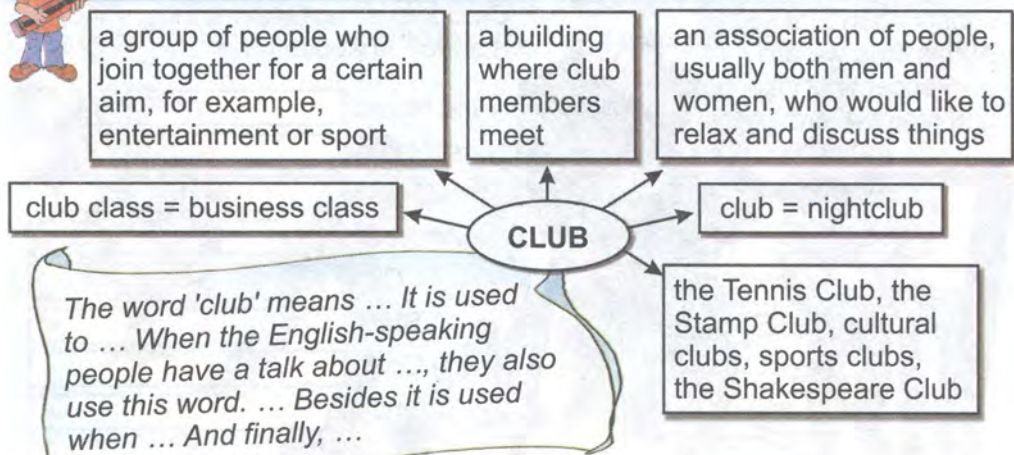 a group of people who
join together for a certain
aim, for example,
entertainment or sport
a building
where club
members
meet
an association of people,
usually both men and
women, who would like to
relax and discuss things
club class = business class
CLUB
club = nightclub
the Tennis Club, the
Stamp Club, cultural
clubs, sports clubs,
the Shakespeare Club
The word 'club' means ... It is used
to ... When the English-speaking
people have a talk about ..., they also
use this word. ... Besides it is used
when ... And finally, ...